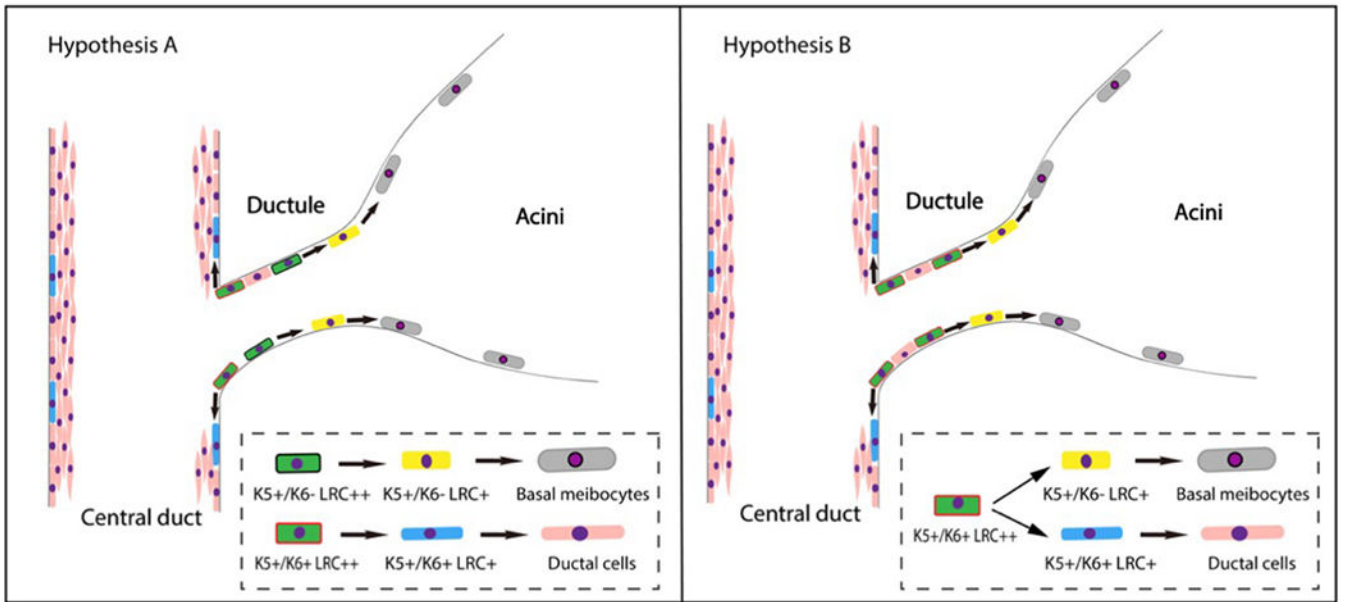 Hypothesis A
Ductule
Acini
Central duct
K5+/K6- LRC++ K5+/K6- LRC+ Basal meibocytes
K5+/K6+ LRC++ K5+/K6+ LRC+ Ductal cells
Hypothesis B
Ductule
Acini
Central duct
K5+/K6- LRC+ Basal meibocytes
K5+/K6+ LRC++
K5+/K6+ LRC+ Ductal cells